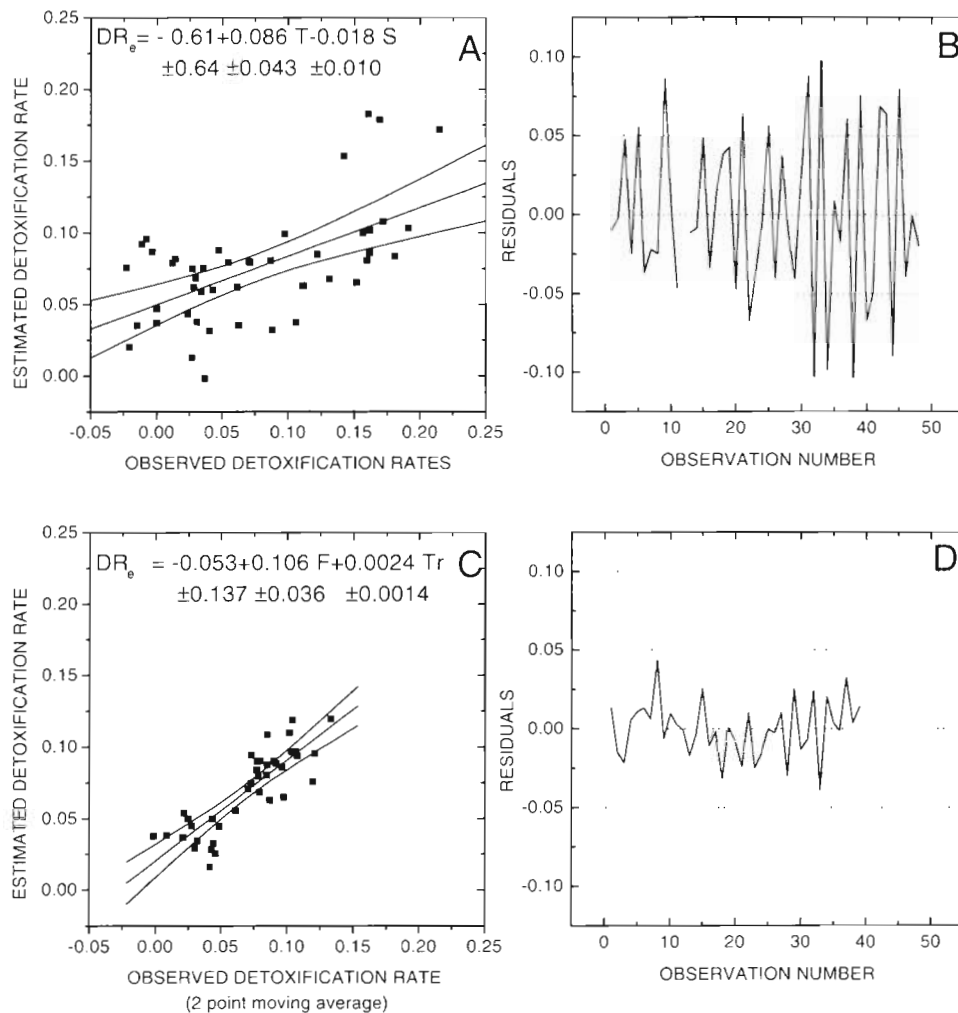 A
DR_e = - 0.61+0.086 T-0.018 S
±0.64 ±0.043 ±0.010
ESTIMATED DETOXIFICATION RATE
0.25
0.20
0.15
0.10
0.05
0.00
-0.05 0.00 0.05 0.10 0.15 0.20 0.25
OBSERVED DETOXIFICATION RATES
B
RESIDUALS
0.10
0.05
0.00
-0.05
-0.10
0 10 20 30 40 50
OBSERVATION NUMBER
C
DR_e = -0.053+0.106 F+0.0024 Tr
±0.137 ±0.036 ±0.0014
ESTIMATED DETOXIFICATION RATE
0.25
0.20
0.15
0.10
0.05
0.00
-0.05 0.00 0.05 0.10 0.15 0.20 0.25
OBSERVED DETOXIFICATION RATE
(2 point moving average)
D
RESIDUALS
0.10
0.05
0.00
-0.05
-0.10
0 10 20 30 40 50
OBSERVATION NUMBER